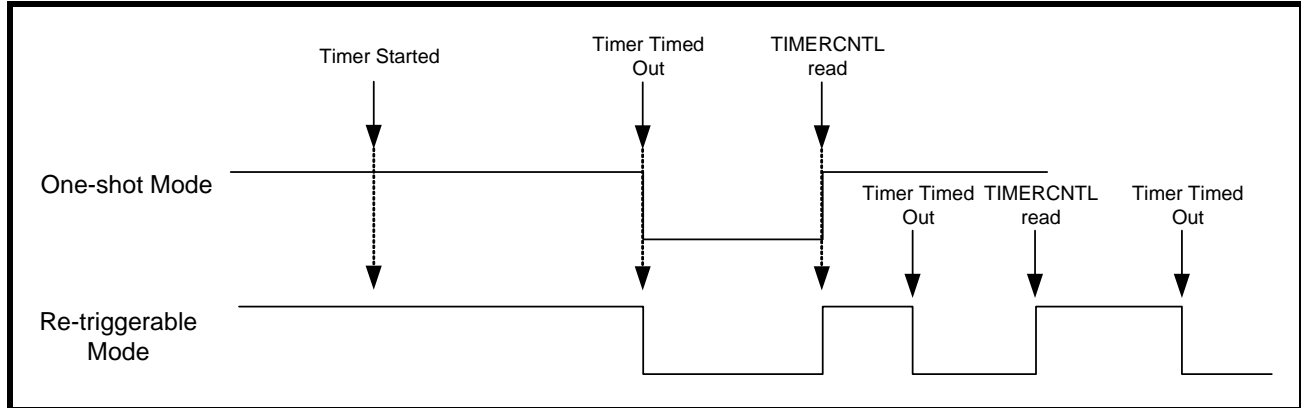 Timer Started
Timer Timed
Out
TIMERCNTL
read
One-shot Mode
Timer Timed
Out
TIMERCNTL
read
Timer Timed
Out
Re-triggerable
Mode